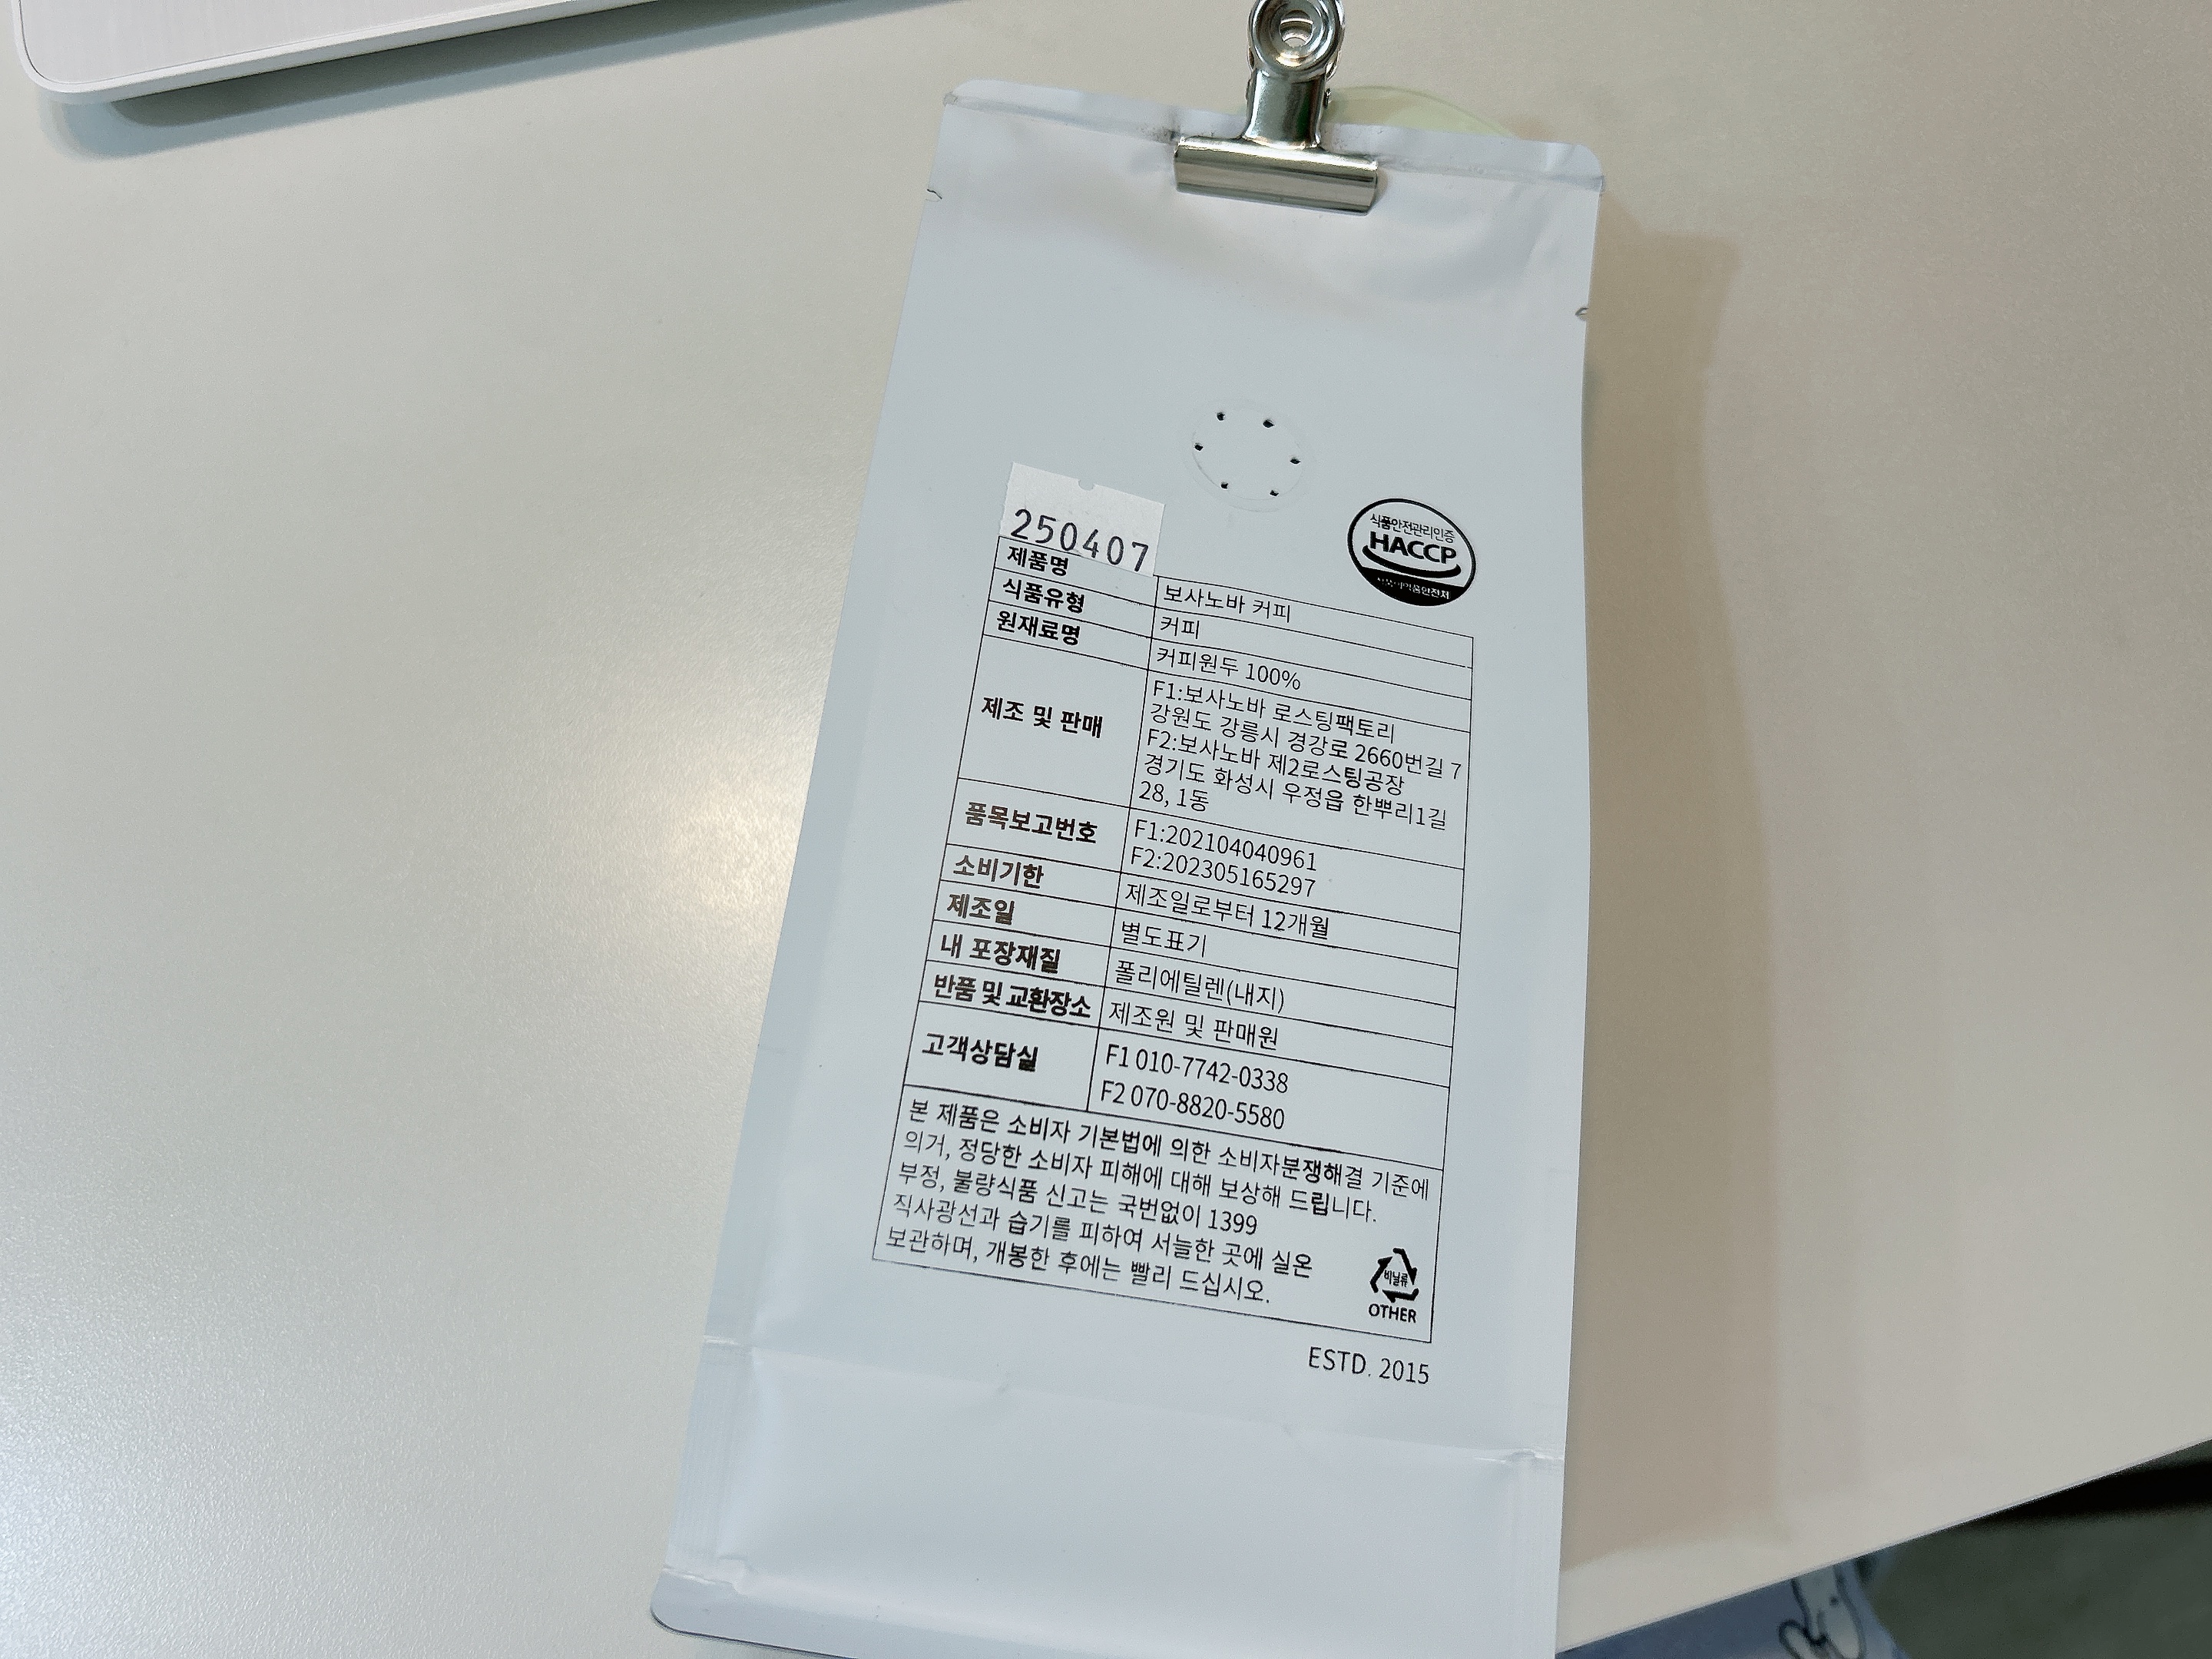 250407
식품안전관리인증
HACCP
식품의약품안전처
제품명
보사노바 커피
식품유형
커피
원재료명
커피원두 100%
제조 및 판매
F1:보사노바 로스팅팩토리
강원도 강릉시 경강로 2660번길 7
F2:보사노바 제2로스팅공장
경기도 화성시 우정읍 한뿌리1길
28, 1동
품목보고번호
F1:202104040961
F2:202305165297
소비기한
제조일로부터 12개월
제조일
별도표기
내 포장재질
폴리에틸렌(내지)
반품 및 교환장소
제조원 및 판매원
고객상담실
F1 010-7742-0338
F2 070-8820-5580
본 제품은 소비자 기본법에 의한 소비자분쟁해결 기준에
의거, 정당한 소비자 피해에 대해 보상해 드립니다.
부정, 불량식품 신고는 국번없이 1399
직사광선과 습기를 피하여 서늘한 곳에 실온
보관하며, 개봉한 후에는 빨리 드십시오.
비닐류
OTHER
ESTD. 2015